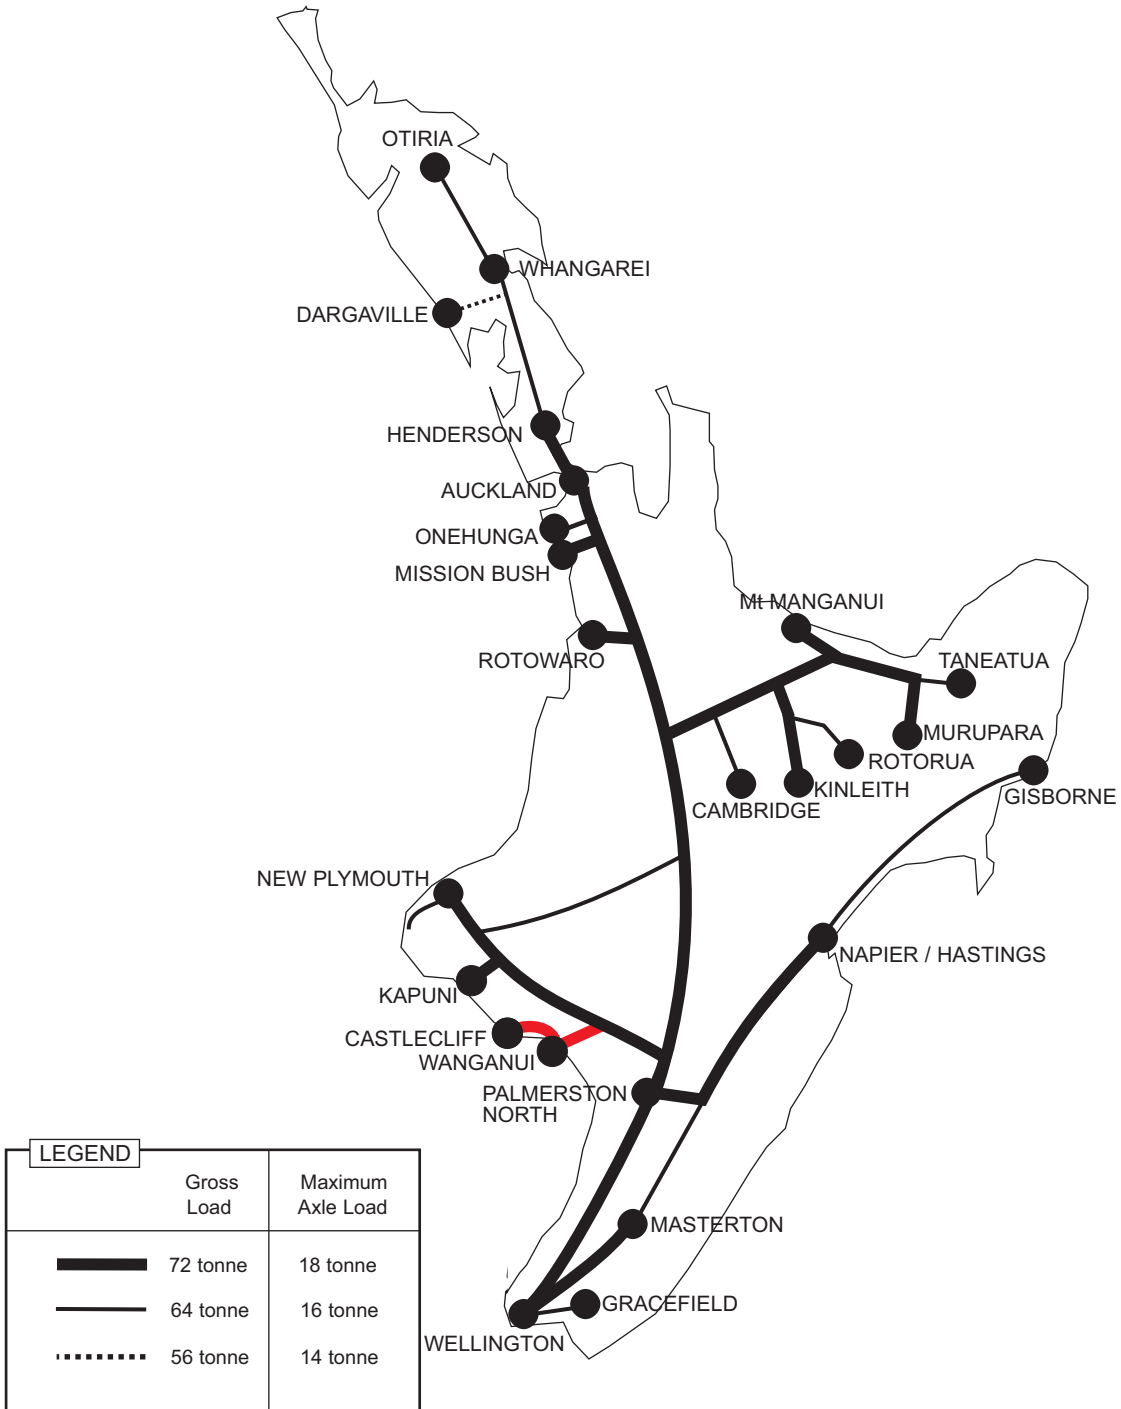 OTIRIA
WHANGAREI
DARGAVILLE
HENDERSON
AUCKLAND
ONEHUNGA
MISSION BUSH
Mt MANGANUI
ROTOWARO
TANEATUA
MURUPARA
ROTORUA
KINLEITH
GISBORNE
CAMBRIDGE
NEW PLYMOUTH
NAPIER / HASTINGS
KAPUNI
CASTLECLIFF
WANGANUI
PALMERSTON
NORTH
MASTERTON
GRACEFIELD
WELLINGTON
LEGEND
Gross
Load
Maximum
Axle Load
72 tonne
18 tonne
64 tonne
16 tonne
56 tonne
14 tonne